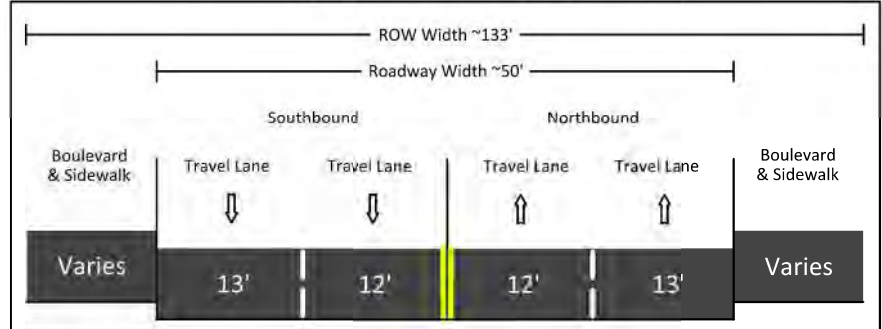 ROW Width ~133'
Roadway Width ~50'
Southbound
Northbound
Boulevard
& Sidewalk
Travel Lane
Travel Lane
Travel Lane
Travel Lane
Boulevard
& Sidewalk
Varies
13'
12'
12'
13'
Varies